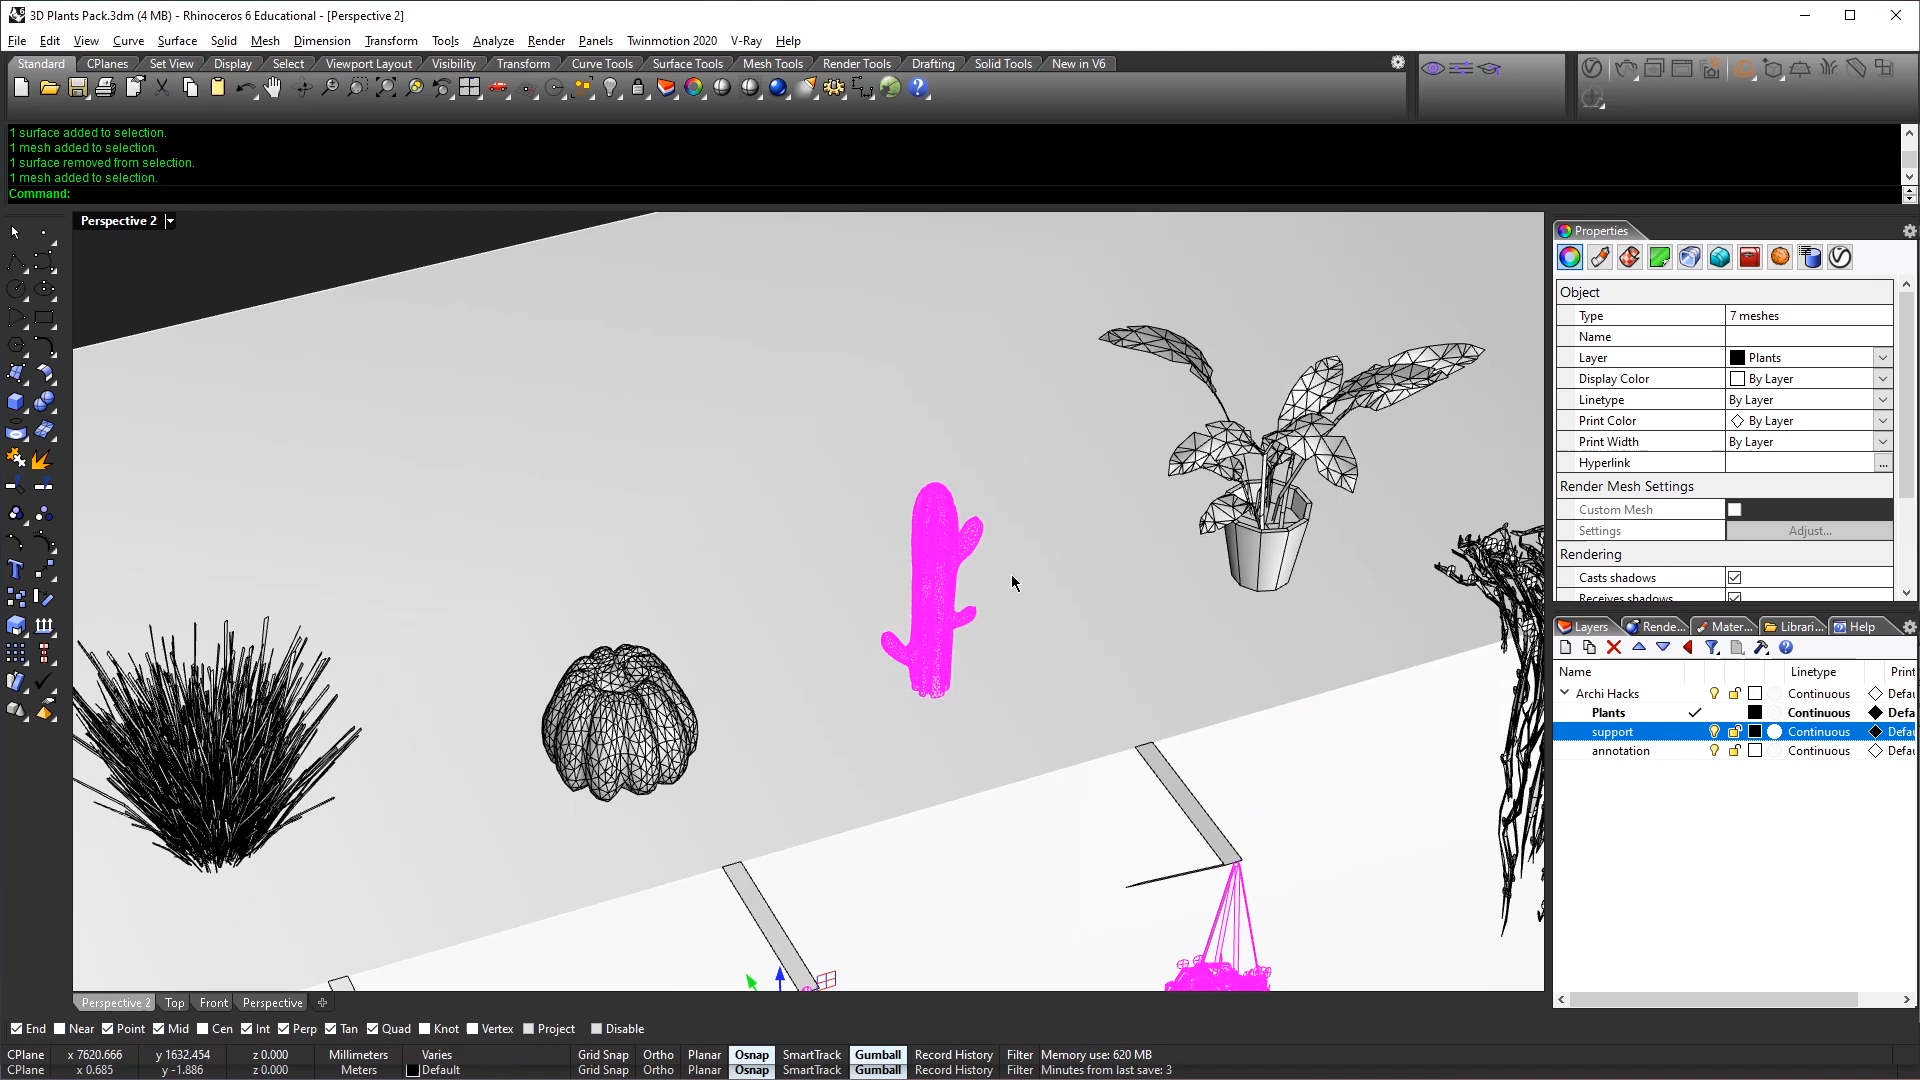 3D Plants Pack.3dm (4 MB) - Rhinoceros 6 Educational - [Perspective 2]
File Edit View Curve Surface Solid Mesh Dimension Transform Tools Analyze Render Panels Twinmotion 2020 V-Ray Help
Standard CPlanes Set View Display Select Viewport Layout Visibility Transform Curve Tools Surface Tools Mesh Tools Render Tools Drafting Solid Tools New in V6
1 surface added to selection.
1 mesh added to selection.
1 surface removed from selection.
1 mesh added to selection.
Command:
Perspective 2
Properties
Object
Type 7 meshes
Name
Layer Plants
Display Color By Layer
Linetype By Layer
Print Color By Layer
Print Width By Layer
Hyperlink ...
Render Mesh Settings
Custom Mesh
Settings Adjust...
Rendering
Casts shadows
Receives shadows
Layers Rende... Mater... Librari... Help
Name Linetype Print
Archi Hacks Continuous Defau
Plants Continuous Defa
support Continuous Defau
annotation Continuous Defau
Perspective 2 Top Front Perspective
End Near Point Mid Cen Int Perp Tan Quad Knot Vertex Project Disable
CPlane x 7620.666 y 1632.454 z 0.000 Millimeters Varies Grid Snap Ortho Planar Osnap SmartTrack Gumball Record History Filter Memory use: 620 MB
CPlane x 0.685 y -1.886 z 0.000 Meters Default Grid Snap Ortho Planar Osnap SmartTrack Gumball Record History Filter Minutes from last save: 3